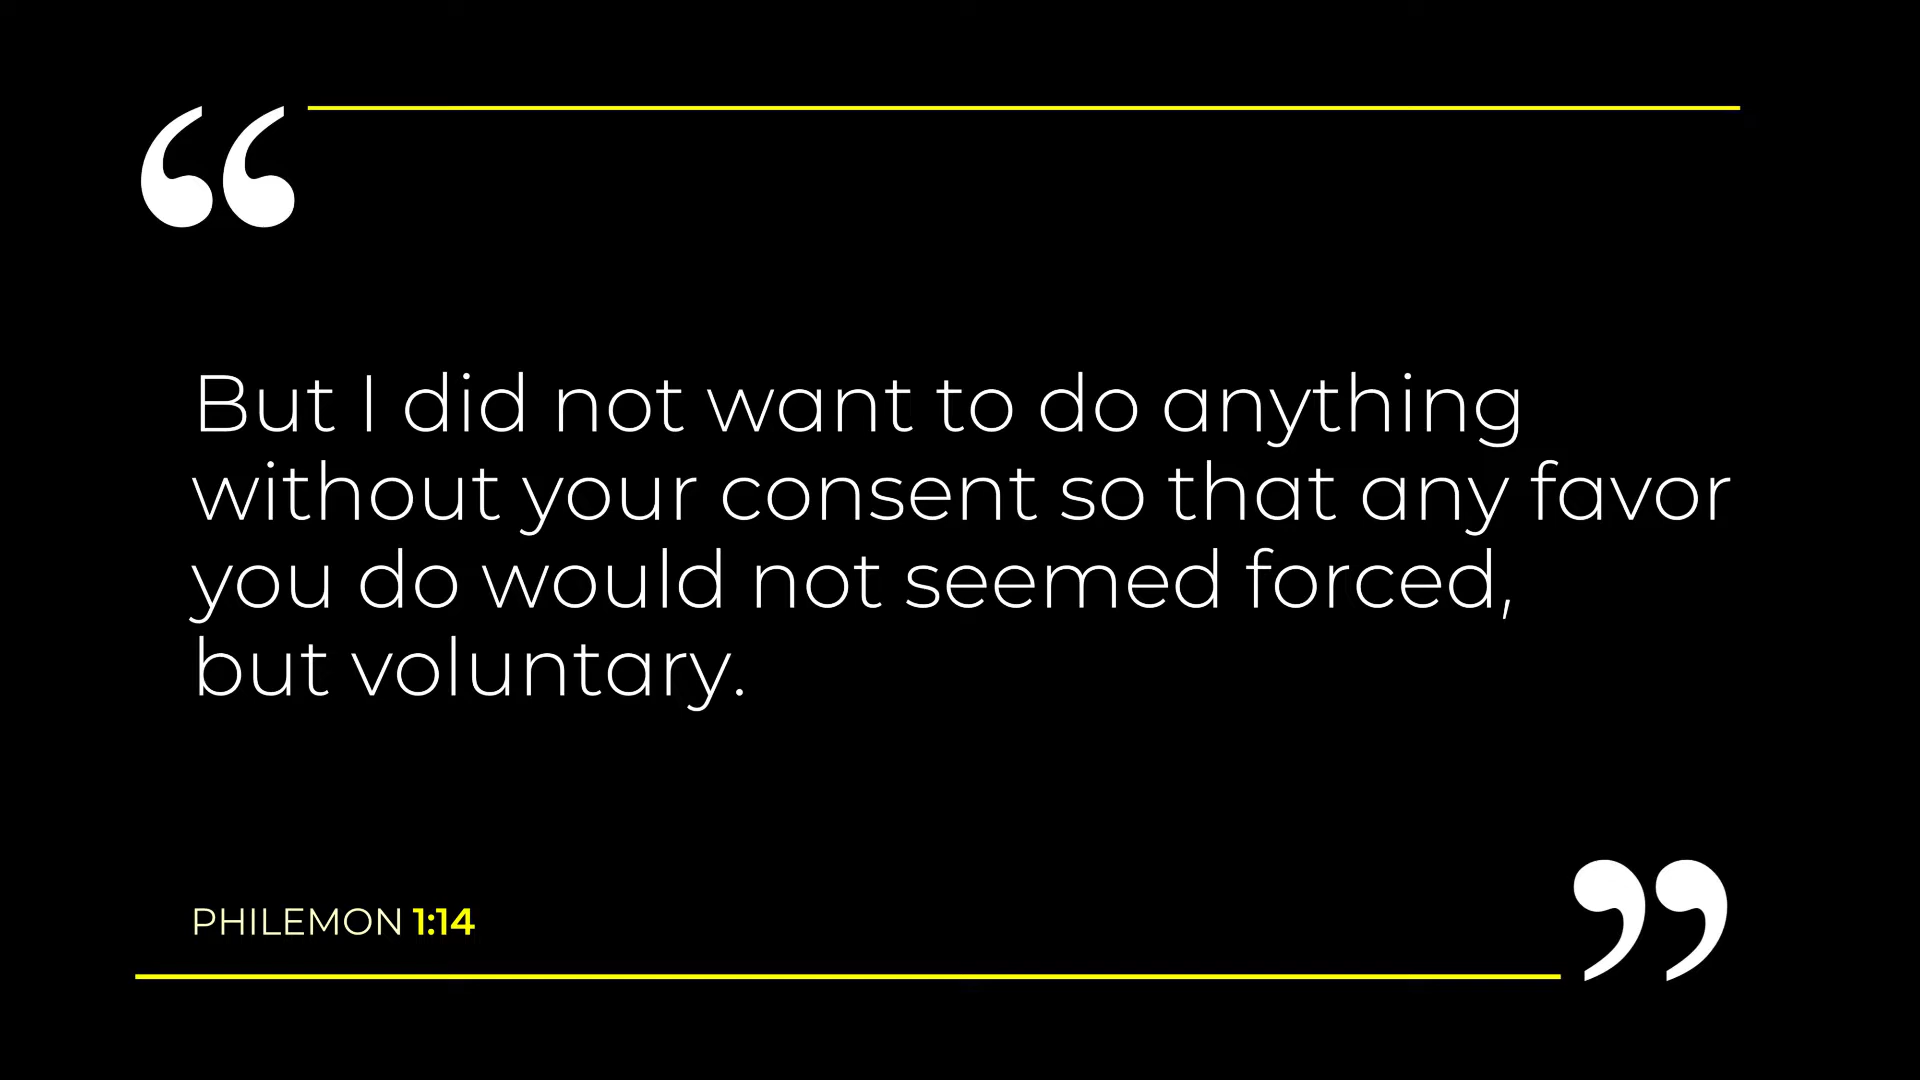 “
But I did not want to do anything
without your consent so that any favor
you do would not seemed forced,
but voluntary.
PHILEMON 1:14
”